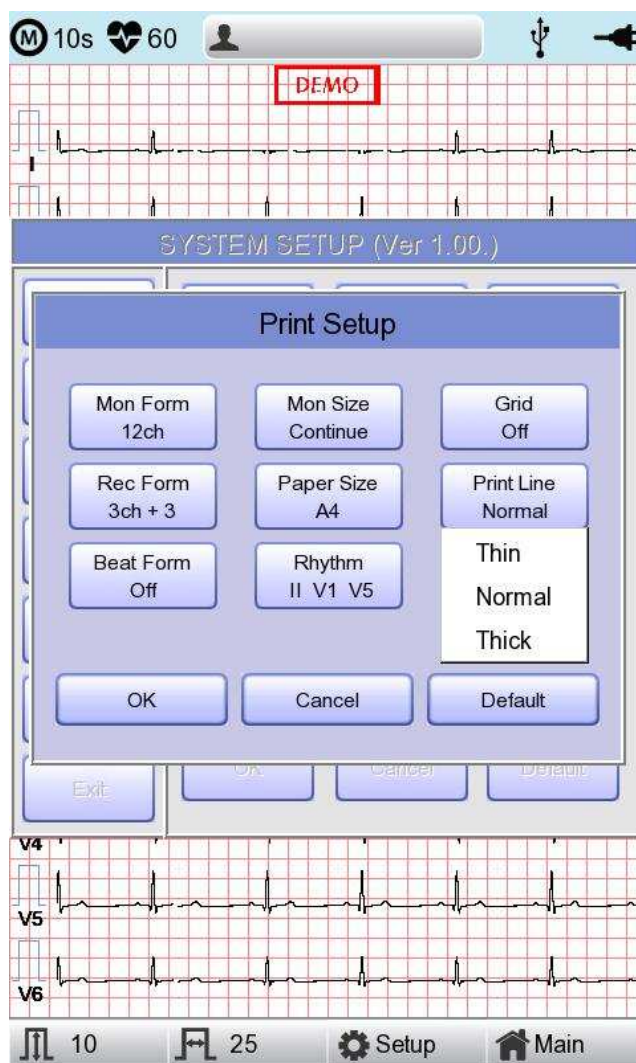 M 10s 60
DEMO
I
SYSTEM SETUP (Ver 1.00.)
Print Setup
Mon Form
12ch
Mon Size
Continue
Grid
Off
Rec Form
3ch + 3
Paper Size
A4
Print Line
Normal
Beat Form
Off
Rhythm
II V1 V5
Thin
Normal
Thick
OK
Cancel
Default
Exit
OK
Cancel
Default
V4
V5
V6
10
25
Setup
Main